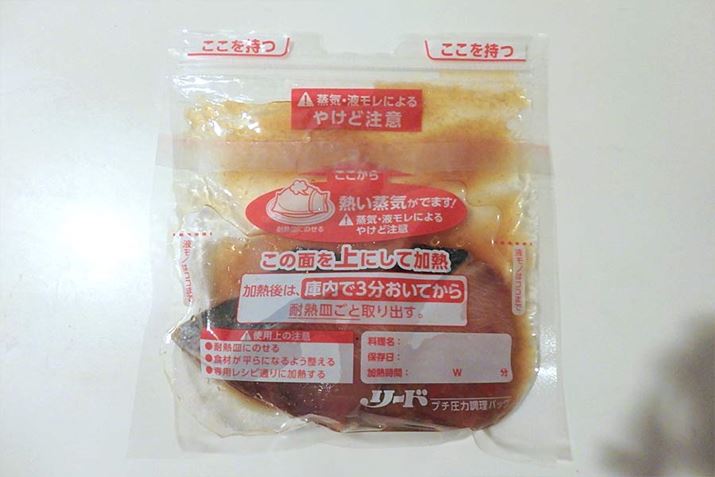 ここを持つ
ここを持つ
蒸気・液モレによる
やけど注意
ここから
熱い蒸気がでます!
蒸気・液モレによる
やけど注意
耐熱皿にのせる
この面を上にして加熱
加熱後は、庫内で3分おいてから
耐熱皿ごと取り出す。
使用上の注意
●耐熱皿にのせる
●食材が平らになるよう整える
●専用レシピ通りに加熱する
料理名:
保存日:
加熱時間: W 分
リード プチ圧力調理バッグ